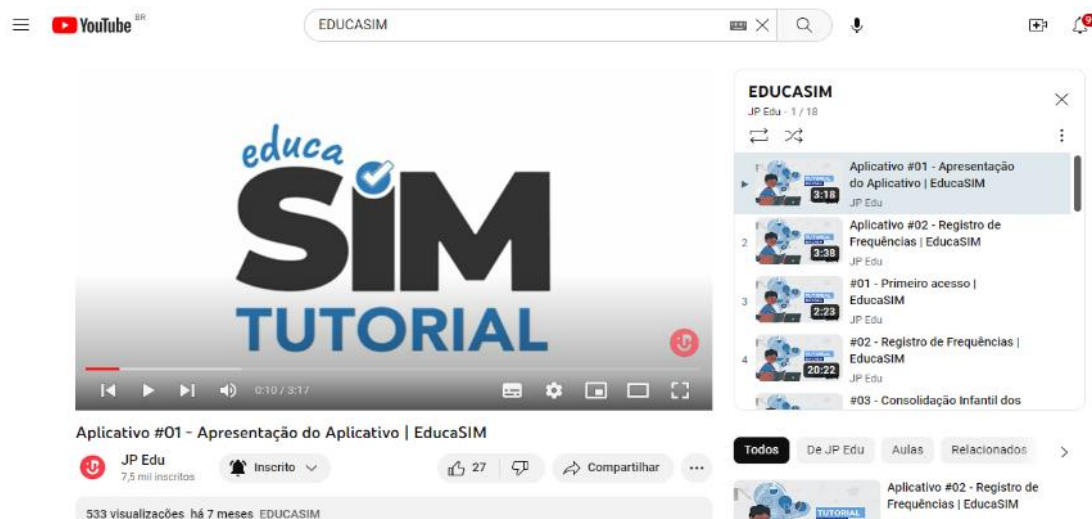 YouTube BR
EDUCASIM
9
educa
SIM
TUTORIAL
0:10 / 3:17
Aplicativo #01 - Apresentação do Aplicativo | EducaSIM
JP Edu
7,5 mil inscritos
Inscrito
27
Compartilhar
533 visualizações há 7 meses EDUCASIM
EDUCASIM
JP Edu - 1 / 18
Aplicativo #01 - Apresentação
do Aplicativo | EducaSIM
JP Edu
3:18
2
Aplicativo #02 - Registro de
Frequências | EducaSIM
JP Edu
3:38
3
#01 - Primeiro acesso |
EducaSIM
JP Edu
2:23
4
#02 - Registro de Frequências |
EducaSIM
JP Edu
20:22
#03 - Consolidação Infantil dos
Todos
De JP Edu
Aulas
Relacionados
Aplicativo #02 - Registro de
Frequências | EducaSIM
TUTORIAL